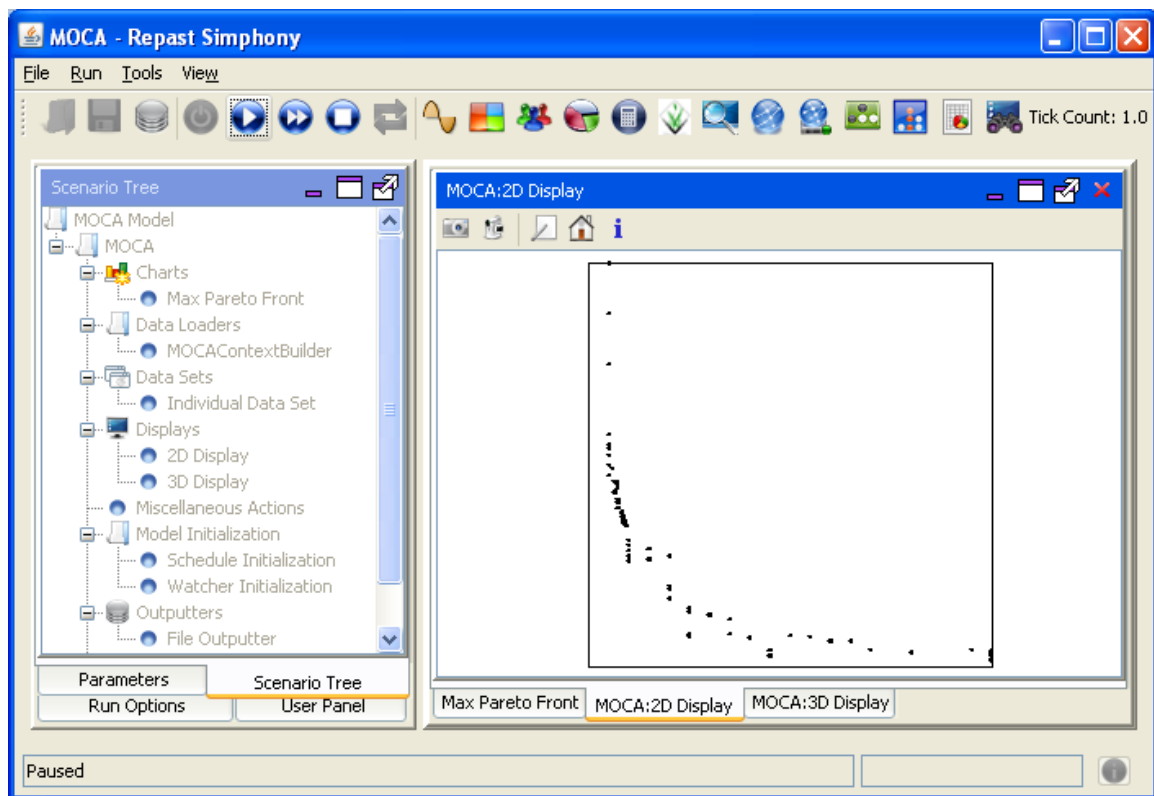 MOCA - Repast Simphony
File Run Tools View
Tick Count: 1.0
Scenario Tree
MOCA Model
MOCA
Charts
Max Pareto Front
Data Loaders
MOCAContextBuilder
Data Sets
Individual Data Set
Displays
2D Display
3D Display
Miscellaneous Actions
Model Initialization
Schedule Initialization
Watcher Initialization
Outputters
File Outputter
Parameters Scenario Tree
Run Options User Panel
MOCA:2D Display
i
Max Pareto Front MOCA:2D Display MOCA:3D Display
Paused